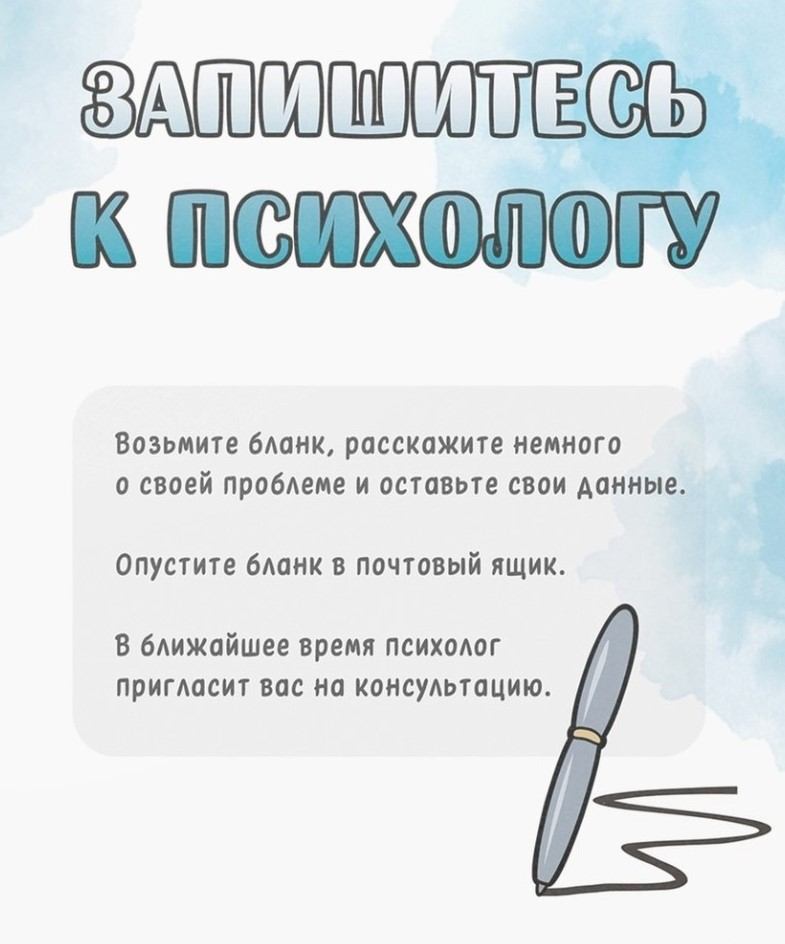 ЗАПИШИТЕСЬ
К ПСИХОЛОГУ
Возьмите бланк, расскажите немного
о своей проблеме и оставьте свои данные.
Опустите бланк в почтовый ящик.
В ближайшее время психолог
пригласит вас на консультацию.